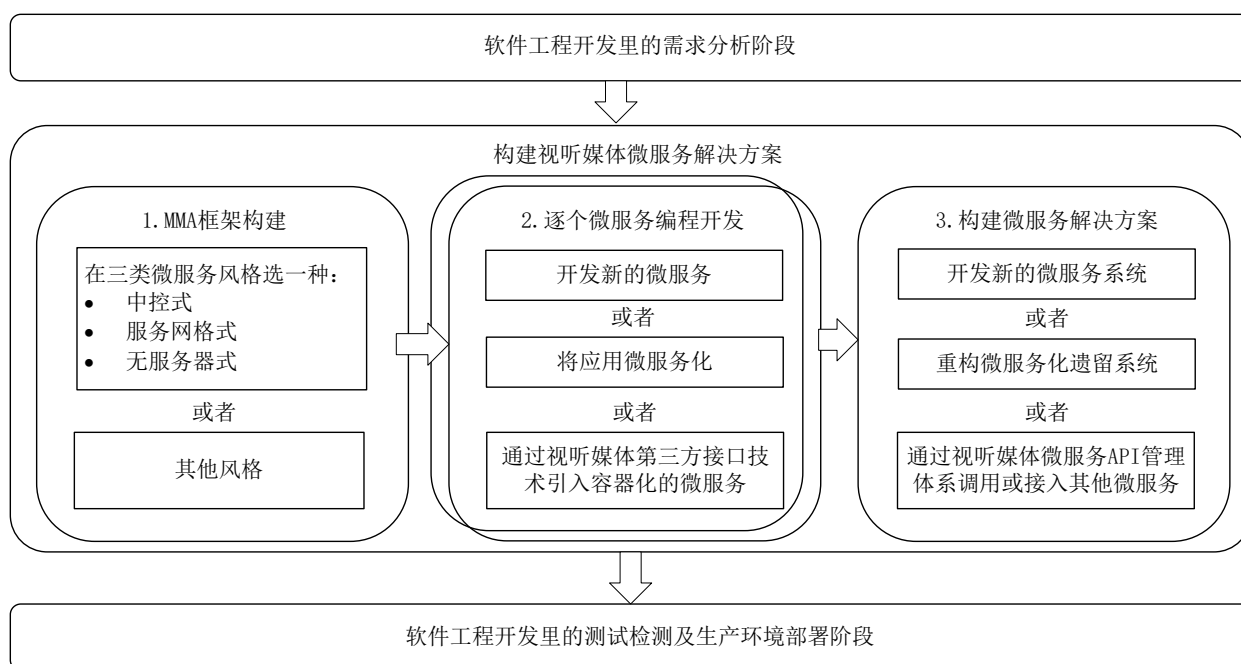 软件工程开发里的需求分析阶段
构建视听媒体微服务解决方案
1.MMA框架构建
在三类微服务风格选一种：
• 中控式
• 服务网格式
• 无服务器式
或者
其他风格
2.逐个微服务编程开发
开发新的微服务
或者
将应用微服务化
或者
通过视听媒体第三方接口技
术引入容器化的微服务
3.构建微服务解决方案
开发新的微服务系统
或者
重构微服务化遗留系统
或者
通过视听媒体微服务API管理
体系调用或接入其他微服务
软件工程开发里的测试检测及生产环境部署阶段